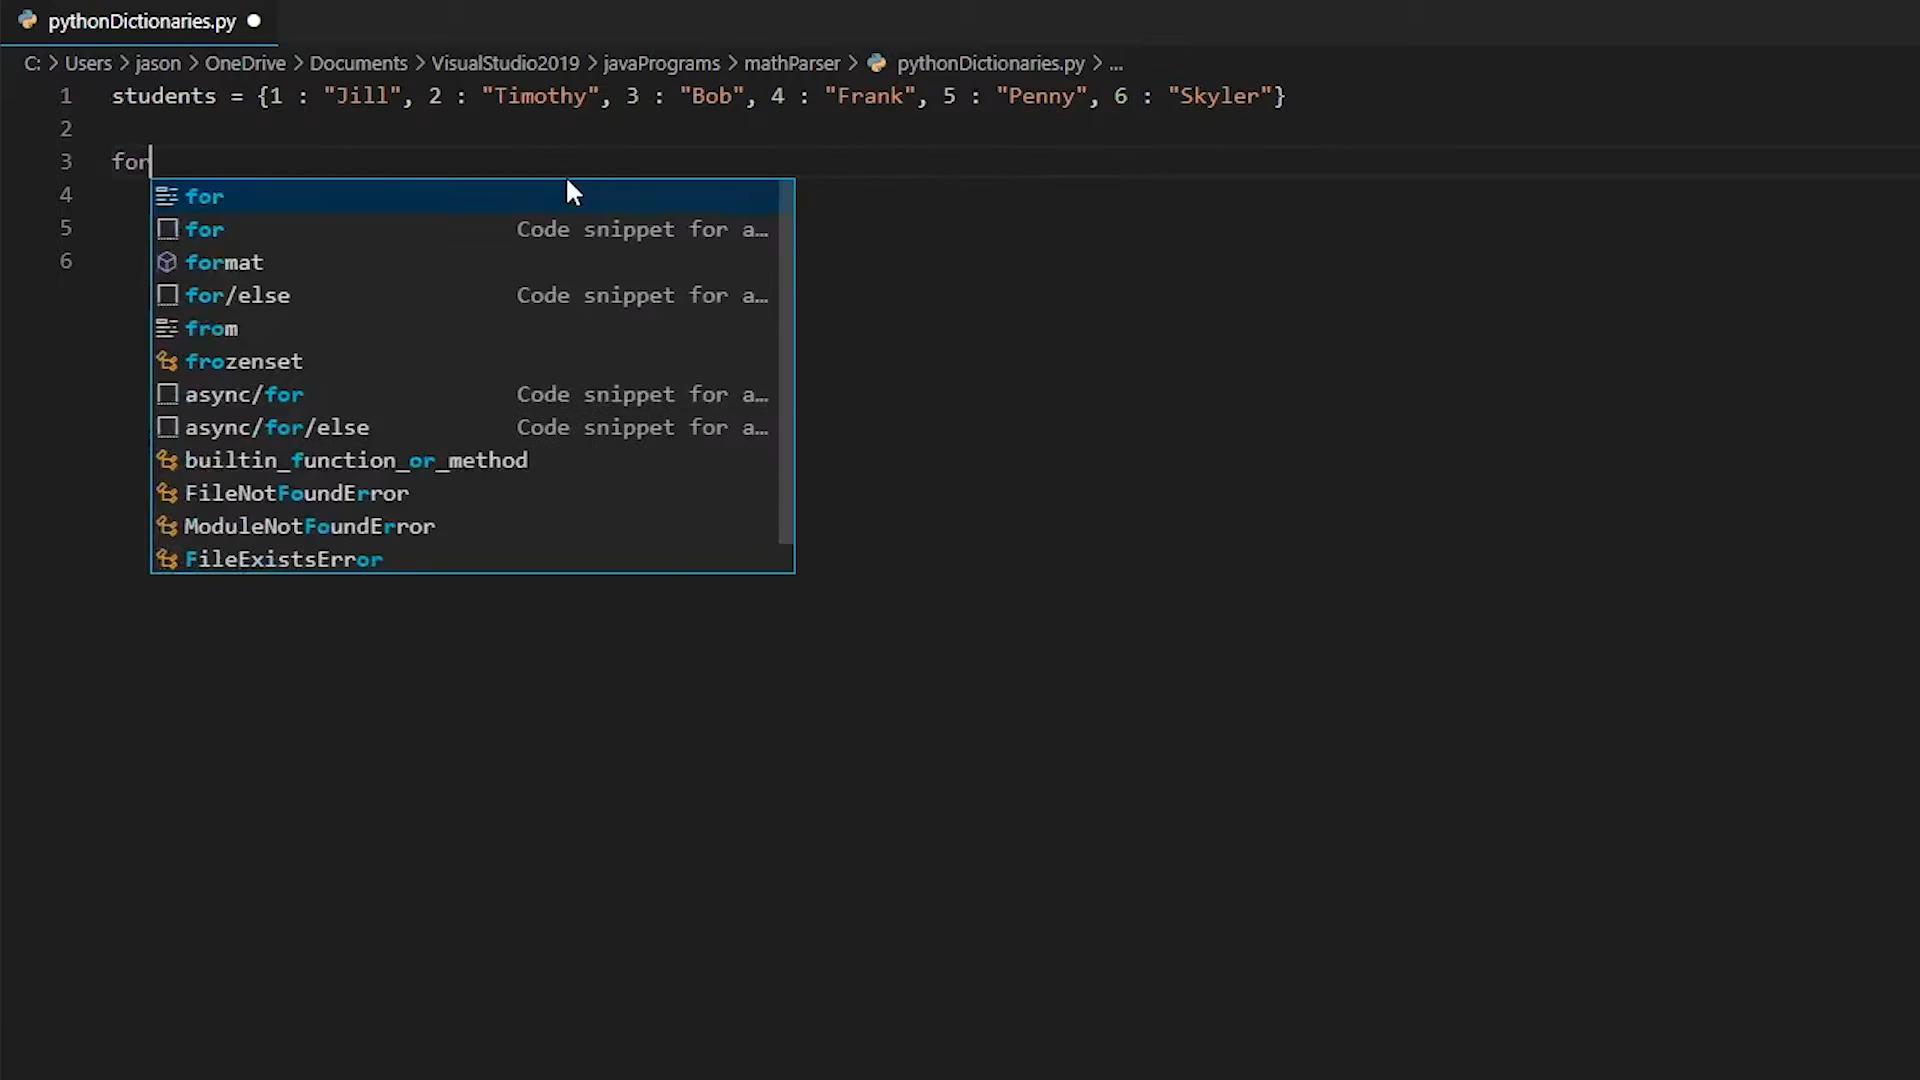 pythonDictionaries.py
C: > Users > jason > OneDrive > Documents > VisualStudio2019 > javaPrograms > mathParser > pythonDictionaries.py > ...
1 students = {1 : "Jill", 2 : "Timothy", 3 : "Bob", 4 : "Frank", 5 : "Penny", 6 : "Skyler"}
2
3 for
4 for
5 for Code snippet for a…
6 format
for/else Code snippet for a…
from
frozenset
async/for Code snippet for a…
async/for/else Code snippet for a…
builtin_function_or_method
FileNotFoundError
ModuleNotFoundError
FileExistsError